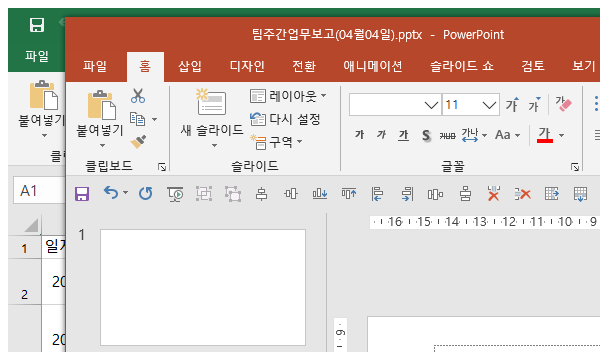 팀주간업무보고(04월04일).pptx - PowerPoint
파일
파일 홈 삽입 디자인 전환 애니메이션 슬라이드 쇼 검토 보기
붙여넣기
붙여넣기
새 슬라이드
레이아웃
다시 설정
구역
11
가 가 가
가 가 가 S 가나다 Aa 가
클립보드 슬라이드 글꼴
A1
1
16 15 14 13 12 11 10 9
1 일
2 20
20
9